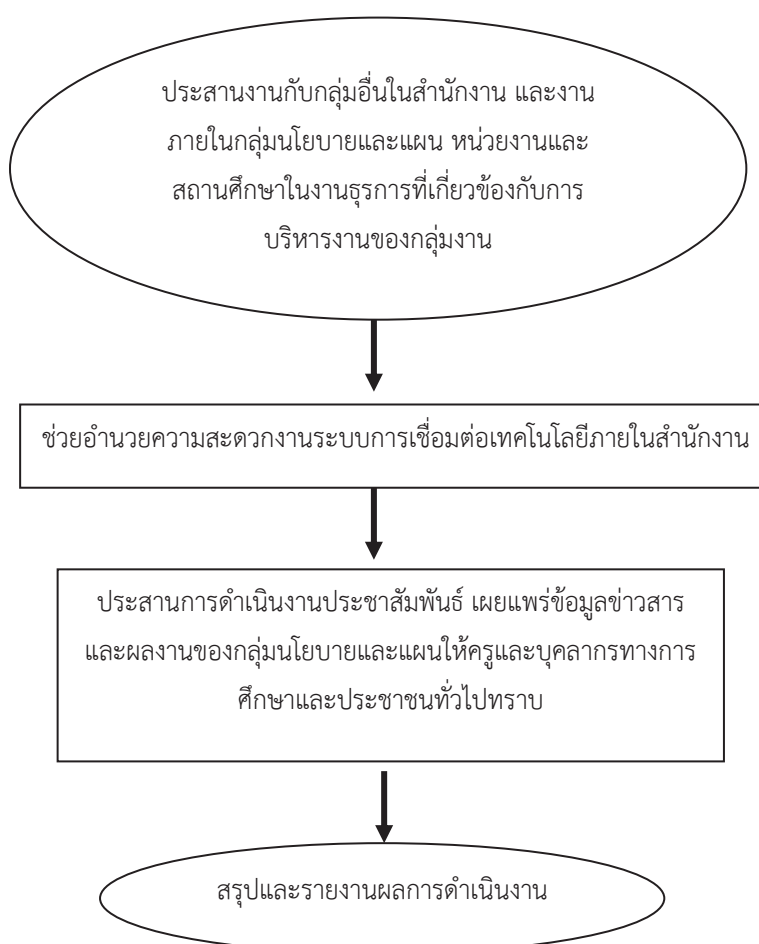 ประสานงานกับกลุ่มอื่นในสำนักงาน และงาน
ภายในกลุ่มนโยบายและแผน หน่วยงานและ
สถานศึกษาในงานธุรการที่เกี่ยวข้องกับการ
บริหารงานของกลุ่มงาน
ช่วยอำนวยความสะดวกงานระบบการเชื่อมต่อเทคโนโลยีภายในสำนักงาน
ประสานการดำเนินงานประชาสัมพันธ์ เผยแพร่ข้อมูลข่าวสาร
และผลงานของกลุ่มนโยบายและแผนให้ครูและบุคลากรทางการ
ศึกษาและประชาชนทั่วไปทราบ
สรุปและรายงานผลการดำเนินงาน